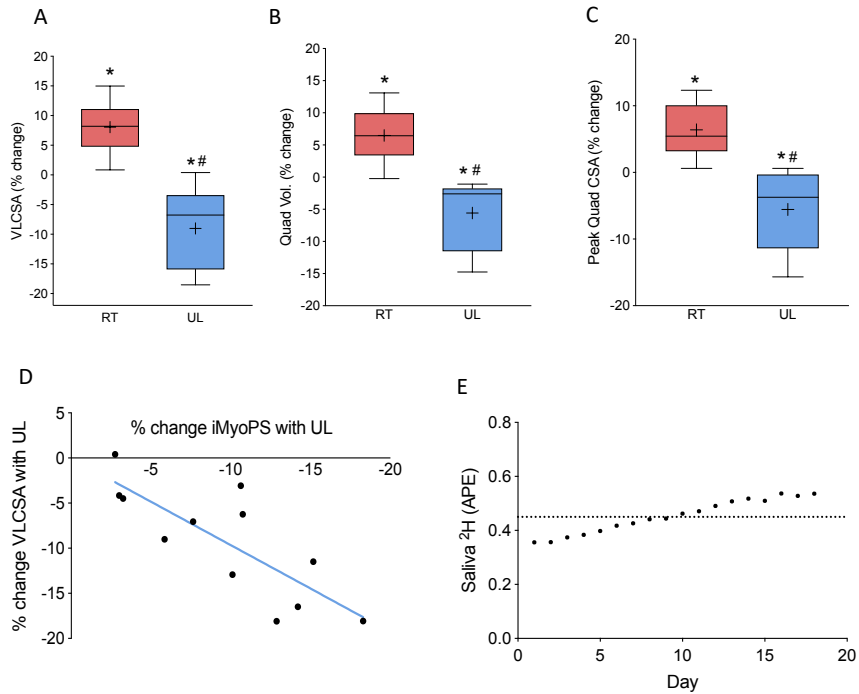 A
B
C
VLCSA (% change)
20
15
10
5
0
-5
-10
-15
-20
*
* #
RT
UL
Quad Vol. (% change)
20
15
10
5
0
-5
-10
-15
-20
*
* #
RT
UL
Peak Quad CSA (% change)
20
10
0
-10
-20
*
* #
RT
UL
D
% change VLCSA with UL
% change iMyoPS with UL
5
0
-5
-10
-15
-20
-5
-10
-15
-20
E
Saliva ²H (APE)
0.8
0.6
0.4
0.2
0.0
0
5
10
15
20
Day